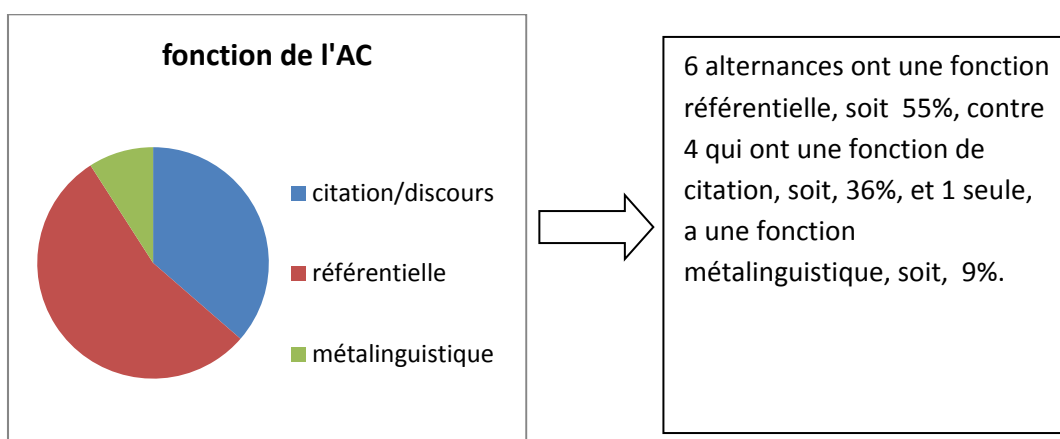 fonction de l'AC
citation/discours
référentielle
métalinguistique
6 alternances ont une fonction
référentielle, soit 55%, contre
4 qui ont une fonction de
citation, soit, 36%, et 1 seule,
a une fonction
métalinguistique, soit, 9%.